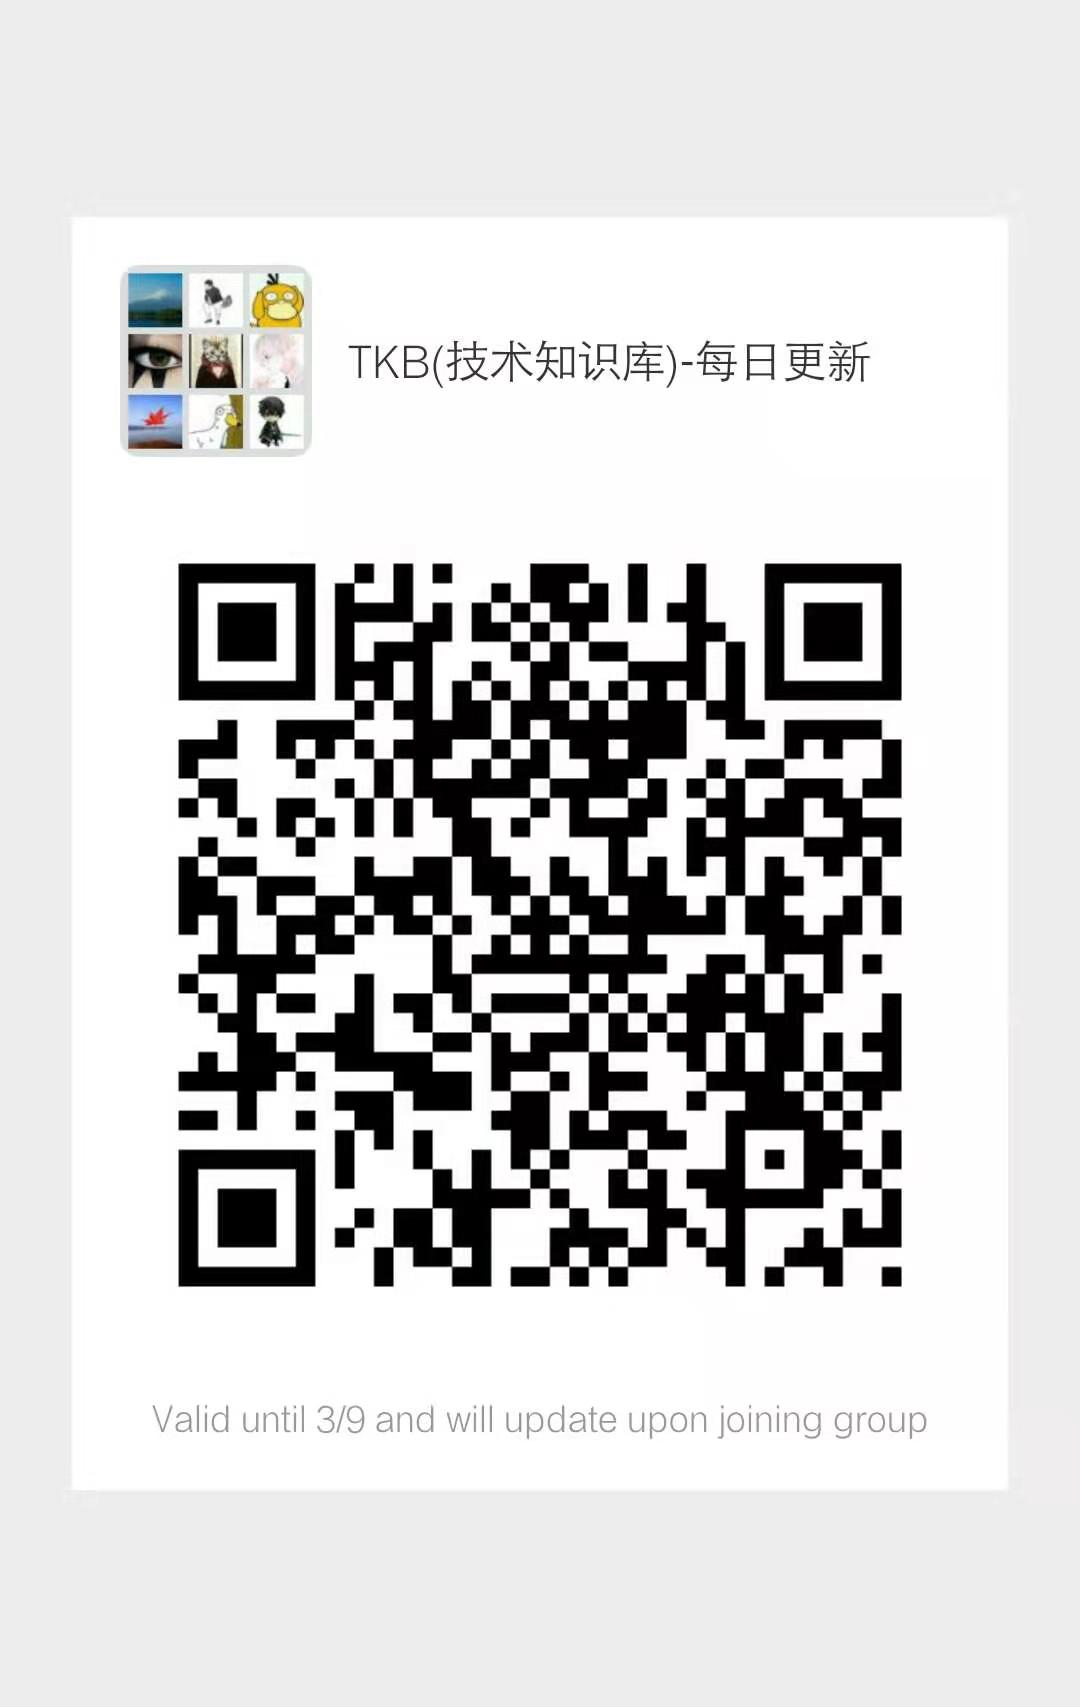 TKB(技术知识库)-每日更新
Valid until 3/9 and will update upon joining group